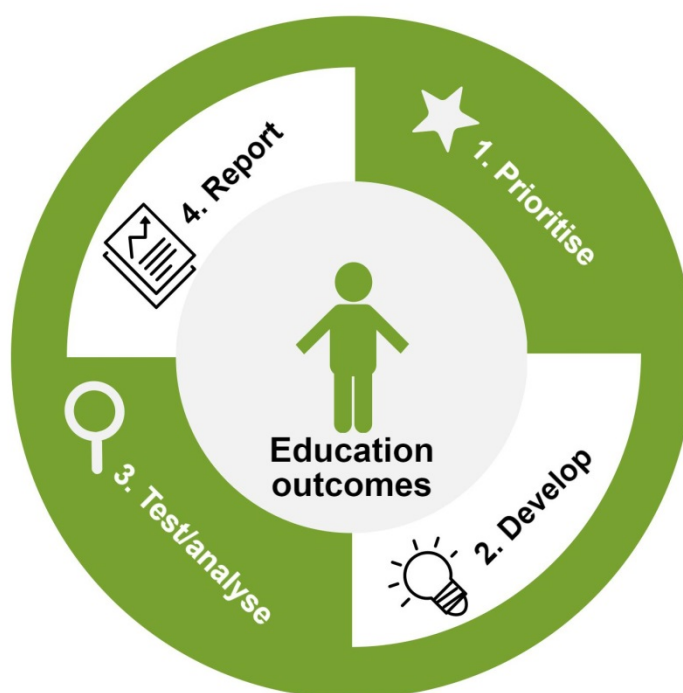 1. Prioritise
2. Develop
3. Test/analyse
4. Report
Education
outcomes